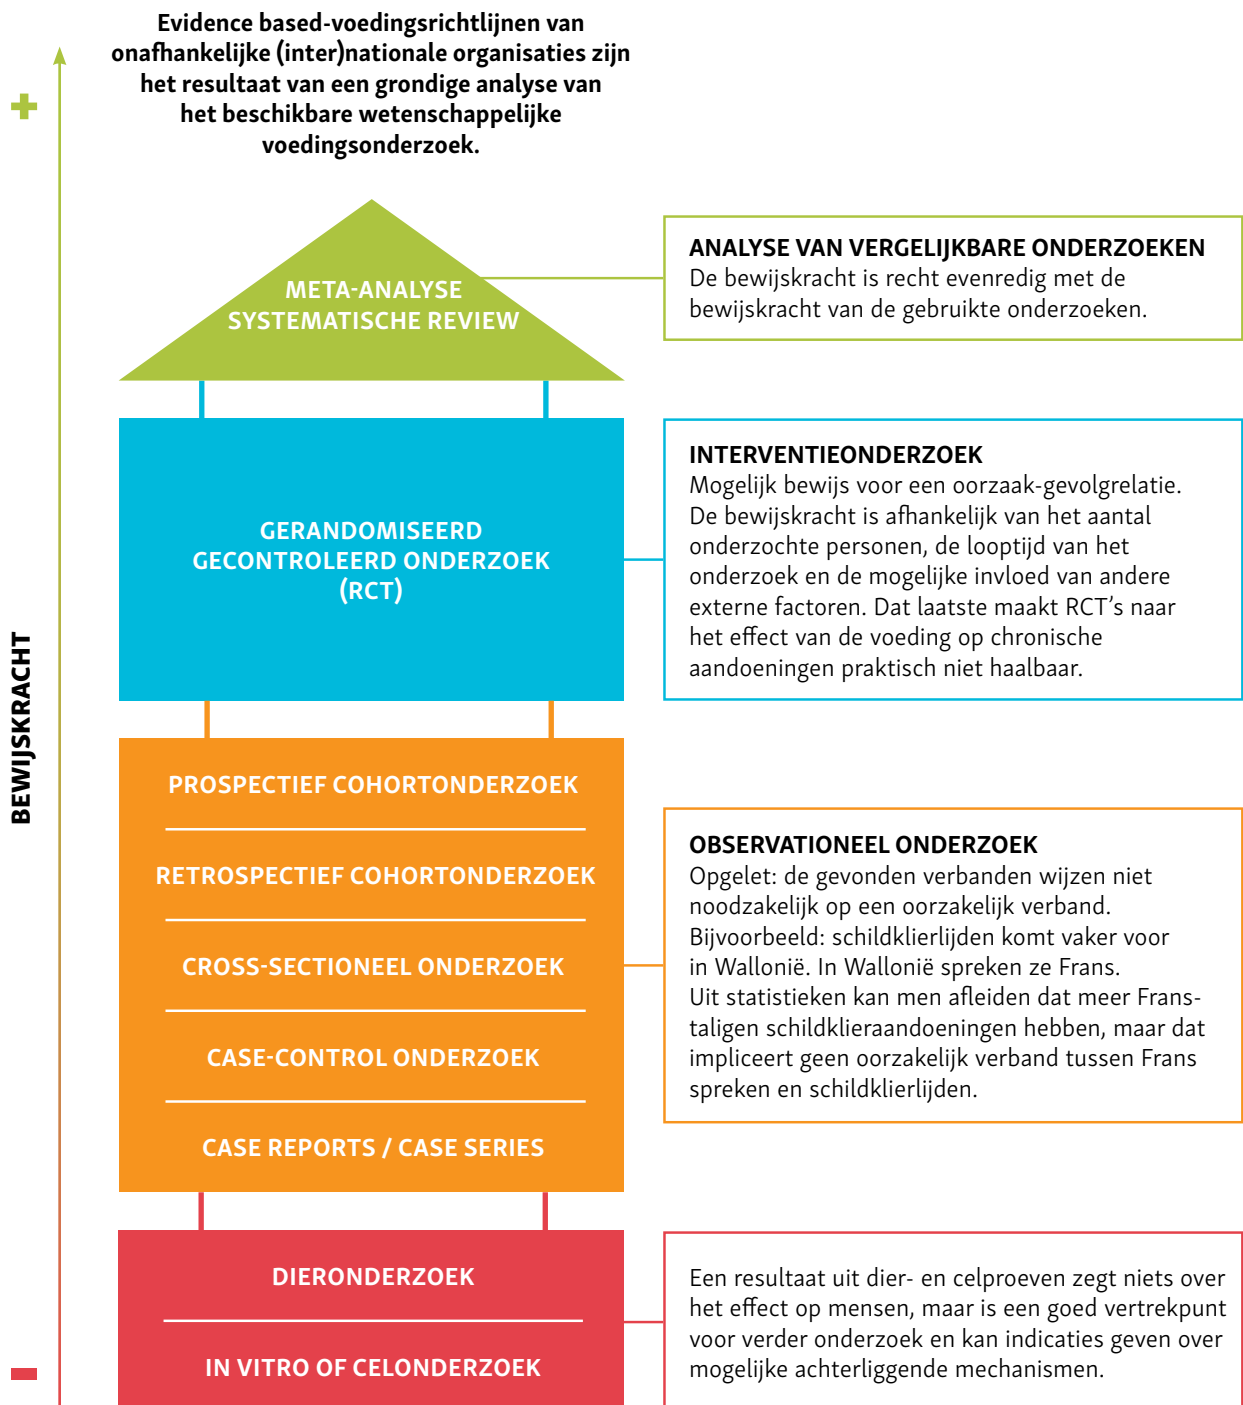 Evidence based-voedingsrichtlijnen van
onafhankelijke (inter)nationale organisaties zijn
het resultaat van een grondige analyse van
het beschikbare wetenschappelijke
voedingsonderzoek.
+
BEWIJSKRACHT
META-ANALYSE
SYSTEMATISCHE REVIEW
ANALYSE VAN VERGELIJKBARE ONDERZOEKEN
De bewijskracht is recht evenredig met de
bewijskracht van de gebruikte onderzoeken.
GERANDOMISEERD
GECONTROLEERD ONDERZOEK
(RCT)
INTERVENTIEONDERZOEK
Mogelijk bewijs voor een oorzaak-gevolgrelatie.
De bewijskracht is afhankelijk van het aantal
onderzochte personen, de looptijd van het
onderzoek en de mogelijke invloed van andere
externe factoren. Dat laatste maakt RCT's naar
het effect van de voeding op chronische
aandoeningen praktisch niet haalbaar.
PROSPECTIEF COHORTONDERZOEK
RETROSPECTIEF COHORTONDERZOEK
CROSS-SECTIONEEL ONDERZOEK
CASE-CONTROL ONDERZOEK
CASE REPORTS / CASE SERIES
OBSERVATIONEEL ONDERZOEK
Opgelet: de gevonden verbanden wijzen niet
noodzakelijk op een oorzakelijk verband.
Bijvoorbeeld: schildklierlijden komt vaker voor
in Wallonië. In Wallonië spreken ze Frans.
Uit statistieken kan men afleiden dat meer Frans-
taligen schildklieraandoeningen hebben, maar dat
impliceert geen oorzakelijk verband tussen Frans
spreken en schildklierlijden.
DIERONDERZOEK
IN VITRO OF CELONDERZOEK
Een resultaat uit dier- en celproeven zegt niets over
het effect op mensen, maar is een goed vertrekpunt
voor verder onderzoek en kan indicaties geven over
mogelijke achterliggende mechanismen.
-